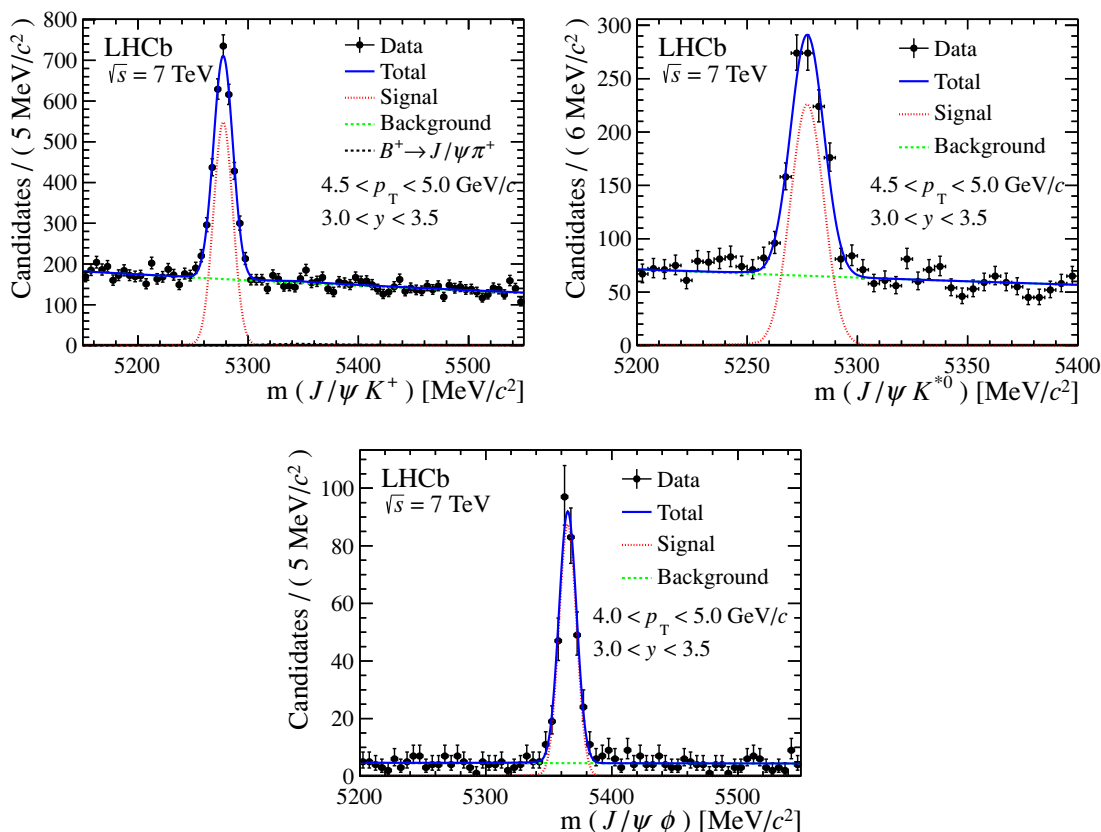 LHCb
√s = 7 TeV
Data
Total
Signal
Background
B⁺→J/ψπ⁺
4.5 < p_T < 5.0 GeV/c
3.0 < y < 3.5
Candidates / ( 5 MeV/c² )
0
100
200
300
400
500
600
700
800
5200
5300
5400
5500
m ( J/ψ K⁺ ) [MeV/c²]
LHCb
√s = 7 TeV
Data
Total
Signal
Background
4.5 < p_T < 5.0 GeV/c
3.0 < y < 3.5
Candidates / ( 6 MeV/c² )
0
50
100
150
200
250
300
5200
5250
5300
5350
5400
m ( J/ψ K*⁰ ) [MeV/c²]
LHCb
√s = 7 TeV
Data
Total
Signal
Background
4.0 < p_T < 5.0 GeV/c
3.0 < y < 3.5
Candidates / ( 5 MeV/c² )
0
20
40
60
80
100
5200
5300
5400
5500
m ( J/ψ ϕ ) [MeV/c²]